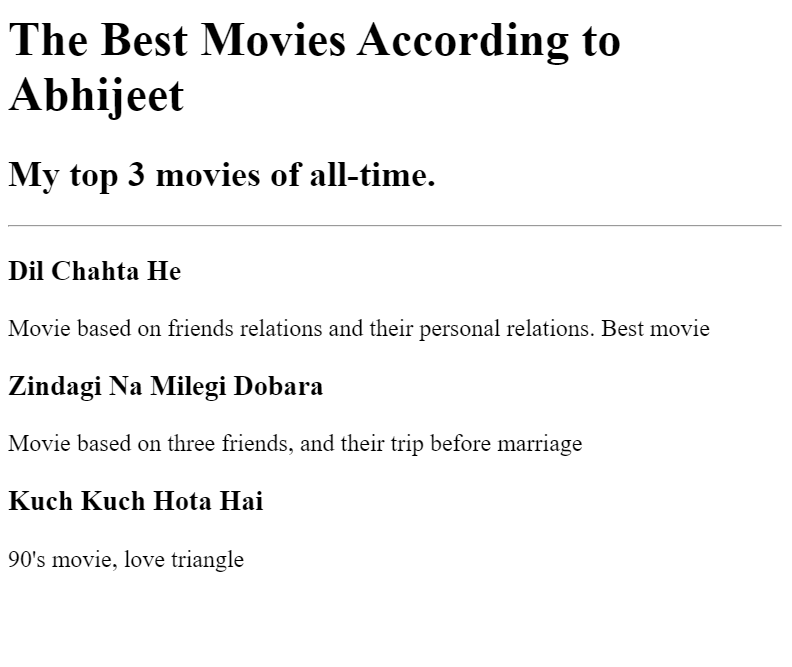 The Best Movies According to
Abhijeet
My top 3 movies of all-time.
Dil Chahta He
Movie based on friends relations and their personal relations. Best movie
Zindagi Na Milegi Dobara
Movie based on three friends, and their trip before marriage
Kuch Kuch Hota Hai
90's movie, love triangle